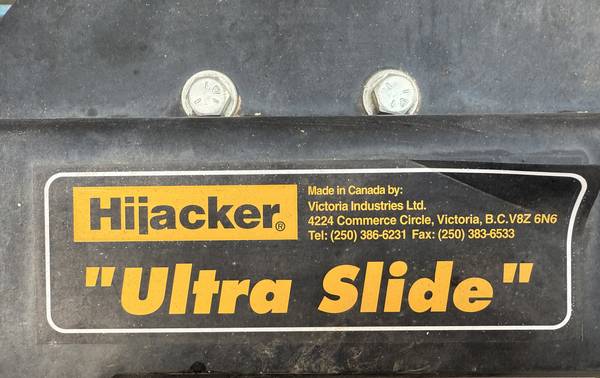 Hijacker®
Made in Canada by:
Victoria Industries Ltd.
4224 Commerce Circle, Victoria, B.C.V8Z 6N6
Tel: (250) 386-6231 Fax: (250) 383-6533
"Ultra Slide"